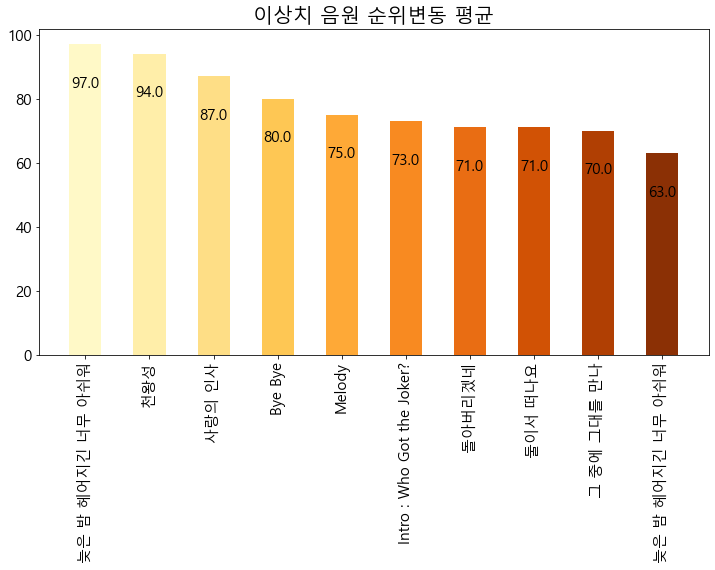 이상치 음원 순위변동 평균
100
80
60
40
20
0
97.0
94.0
87.0
80.0
75.0
73.0
71.0
71.0
70.0
63.0
늦은 밤 헤어지긴 너무 아쉬워
천왕성
사랑의 인사
Bye Bye
Melody
Intro : Who Got the Joker?
돌아버리겠네
둘이서 떠나요
그 중에 그대를 만나
늦은 밤 헤어지긴 너무 아쉬워